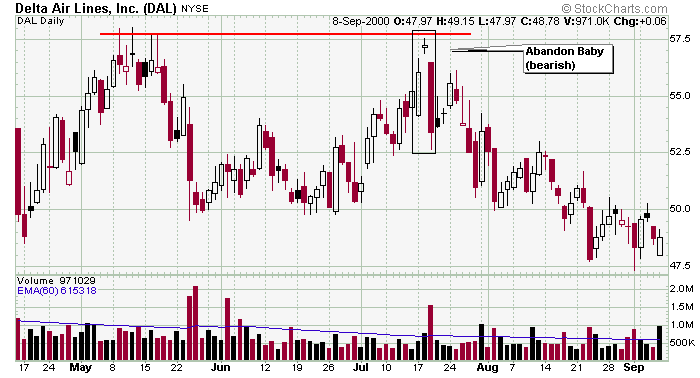 Delta Air Lines, Inc. (DAL) NYSE
© StockCharts.com
DAL Daily
8-Sep-2000 O:47.97 H:49.15 L:47.97 C:48.78 V:971.0K Chg:+0.06
57.5
Abandon Baby
(bearish)
55.0
52.5
50.0
47.5
Volume 971029
EMA(60) 615318
2.0M
1.5M
1.0M
500K
17 24 May 8 15 22 Jun 12 19 26 Jul 10 17 24 Aug 7 14 21 28 Sep